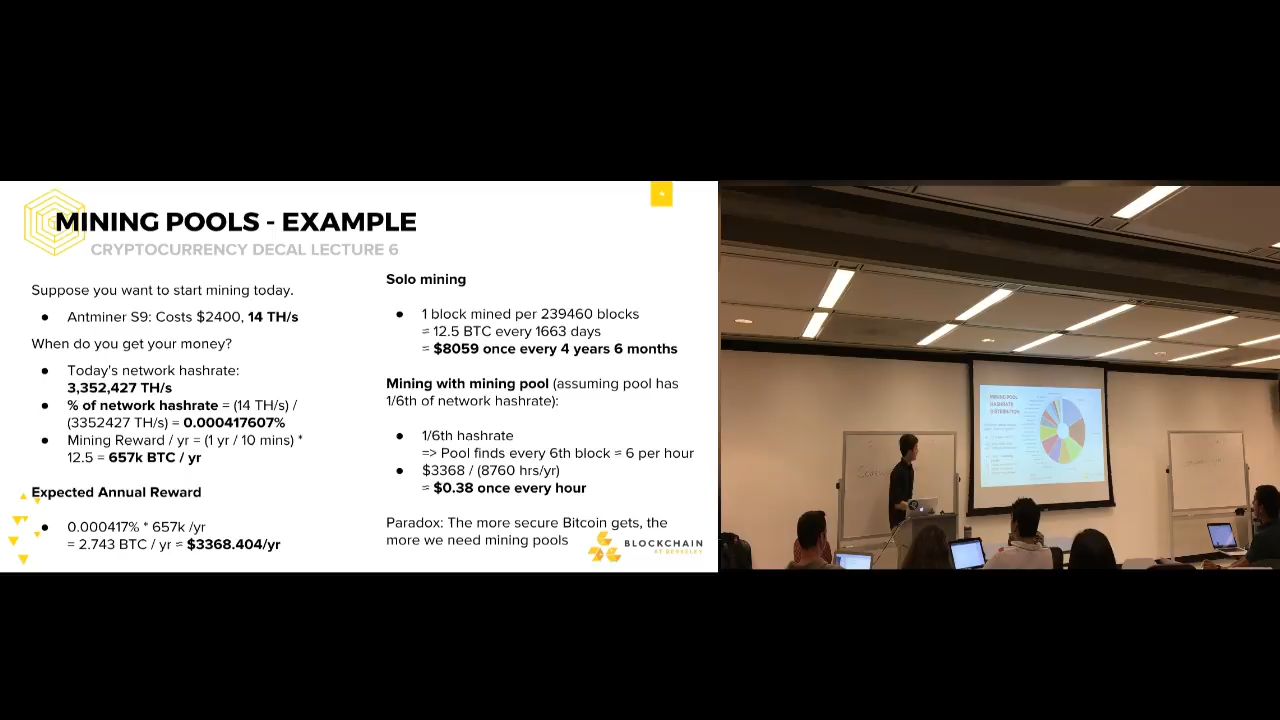 MINING POOLS - EXAMPLE
CRYPTOCURRENCY DECAL LECTURE 6
Suppose you want to start mining today.
● Antminer S9: Costs $2400, 14 TH/s
When do you get your money?
● Today's network hashrate:
3,352,427 TH/s
● % of network hashrate = (14 TH/s) /
(3352427 TH/s) = 0.000417607%
● Mining Reward / yr = (1 yr / 10 mins) *
12.5 = 657k BTC / yr
Expected Annual Reward
● 0.000417% * 657k /yr
= 2.743 BTC / yr ≈ $3368.404/yr
Solo mining
● 1 block mined per 239460 blocks
≈ 12.5 BTC every 1663 days
≈ $8059 once every 4 years 6 months
Mining with mining pool (assuming pool has
1/6th of network hashrate):
● 1/6th hashrate
=> Pool finds every 6th block ≈ 6 per hour
● $3368 / (8760 hrs/yr)
≈ $0.38 once every hour
Paradox: The more secure Bitcoin gets, the
more we need mining pools
BLOCKCHAIN
AT BERKELEY
MINING POOL
HASHRATE
DISTRIBUTION